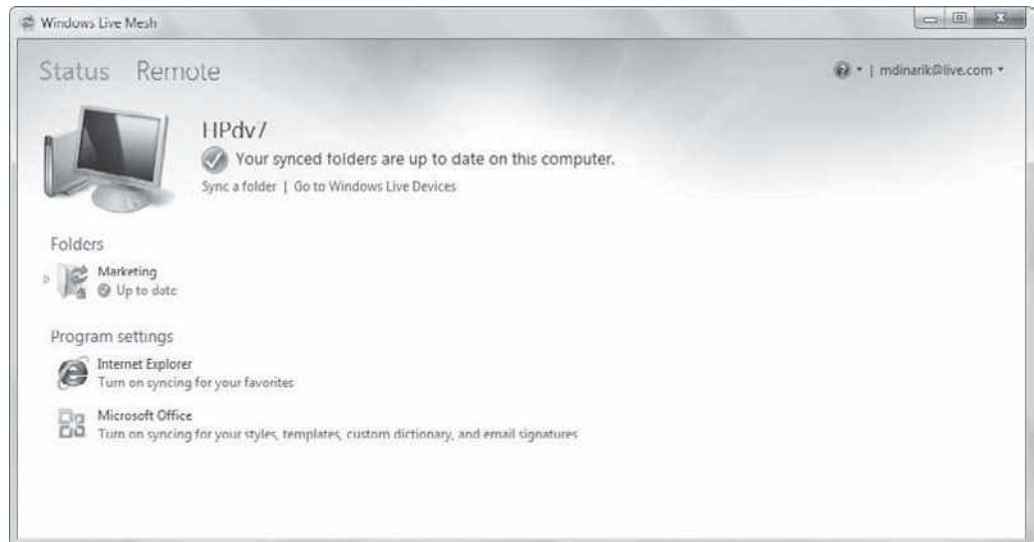 Windows Live Mesh
Status Remote
mdinarik@live.com
HPdv7
Your synced folders are up to date on this computer.
Sync a folder | Go to Windows Live Devices
Folders
Marketing
Up to date
Program settings
Internet Explorer
Turn on syncing for your favorites
Microsoft Office
Turn on syncing for your styles, templates, custom dictionary, and email signatures